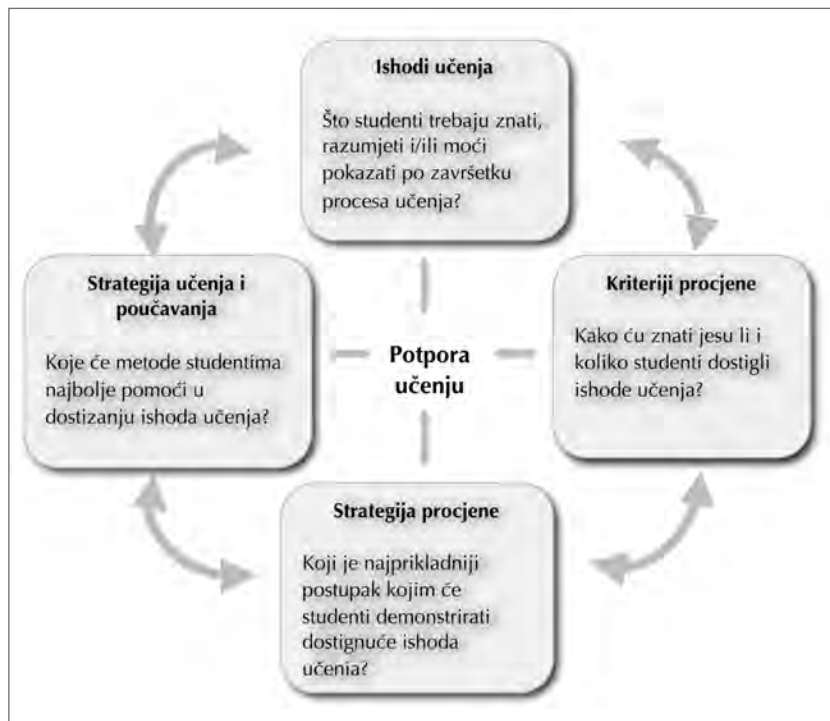 Ishodi učenja
Što studenti trebaju znati,
razumjeti i/ili moći
pokazati po završetku
procesa učenja?
Strategija učenja i
poučavanja
Koje će metode studentima
najbolje pomoći u
dostizanju ishoda učenja?
Potpora
učenju
Kriteriji procjene
Kako ću znati jesu li i
koliko studenti dostigli
ishode učenja?
Strategija procjene
Koji je najprikladniji
postupak kojim će
studenti demonstrirati
dostignuće ishoda
učenia?